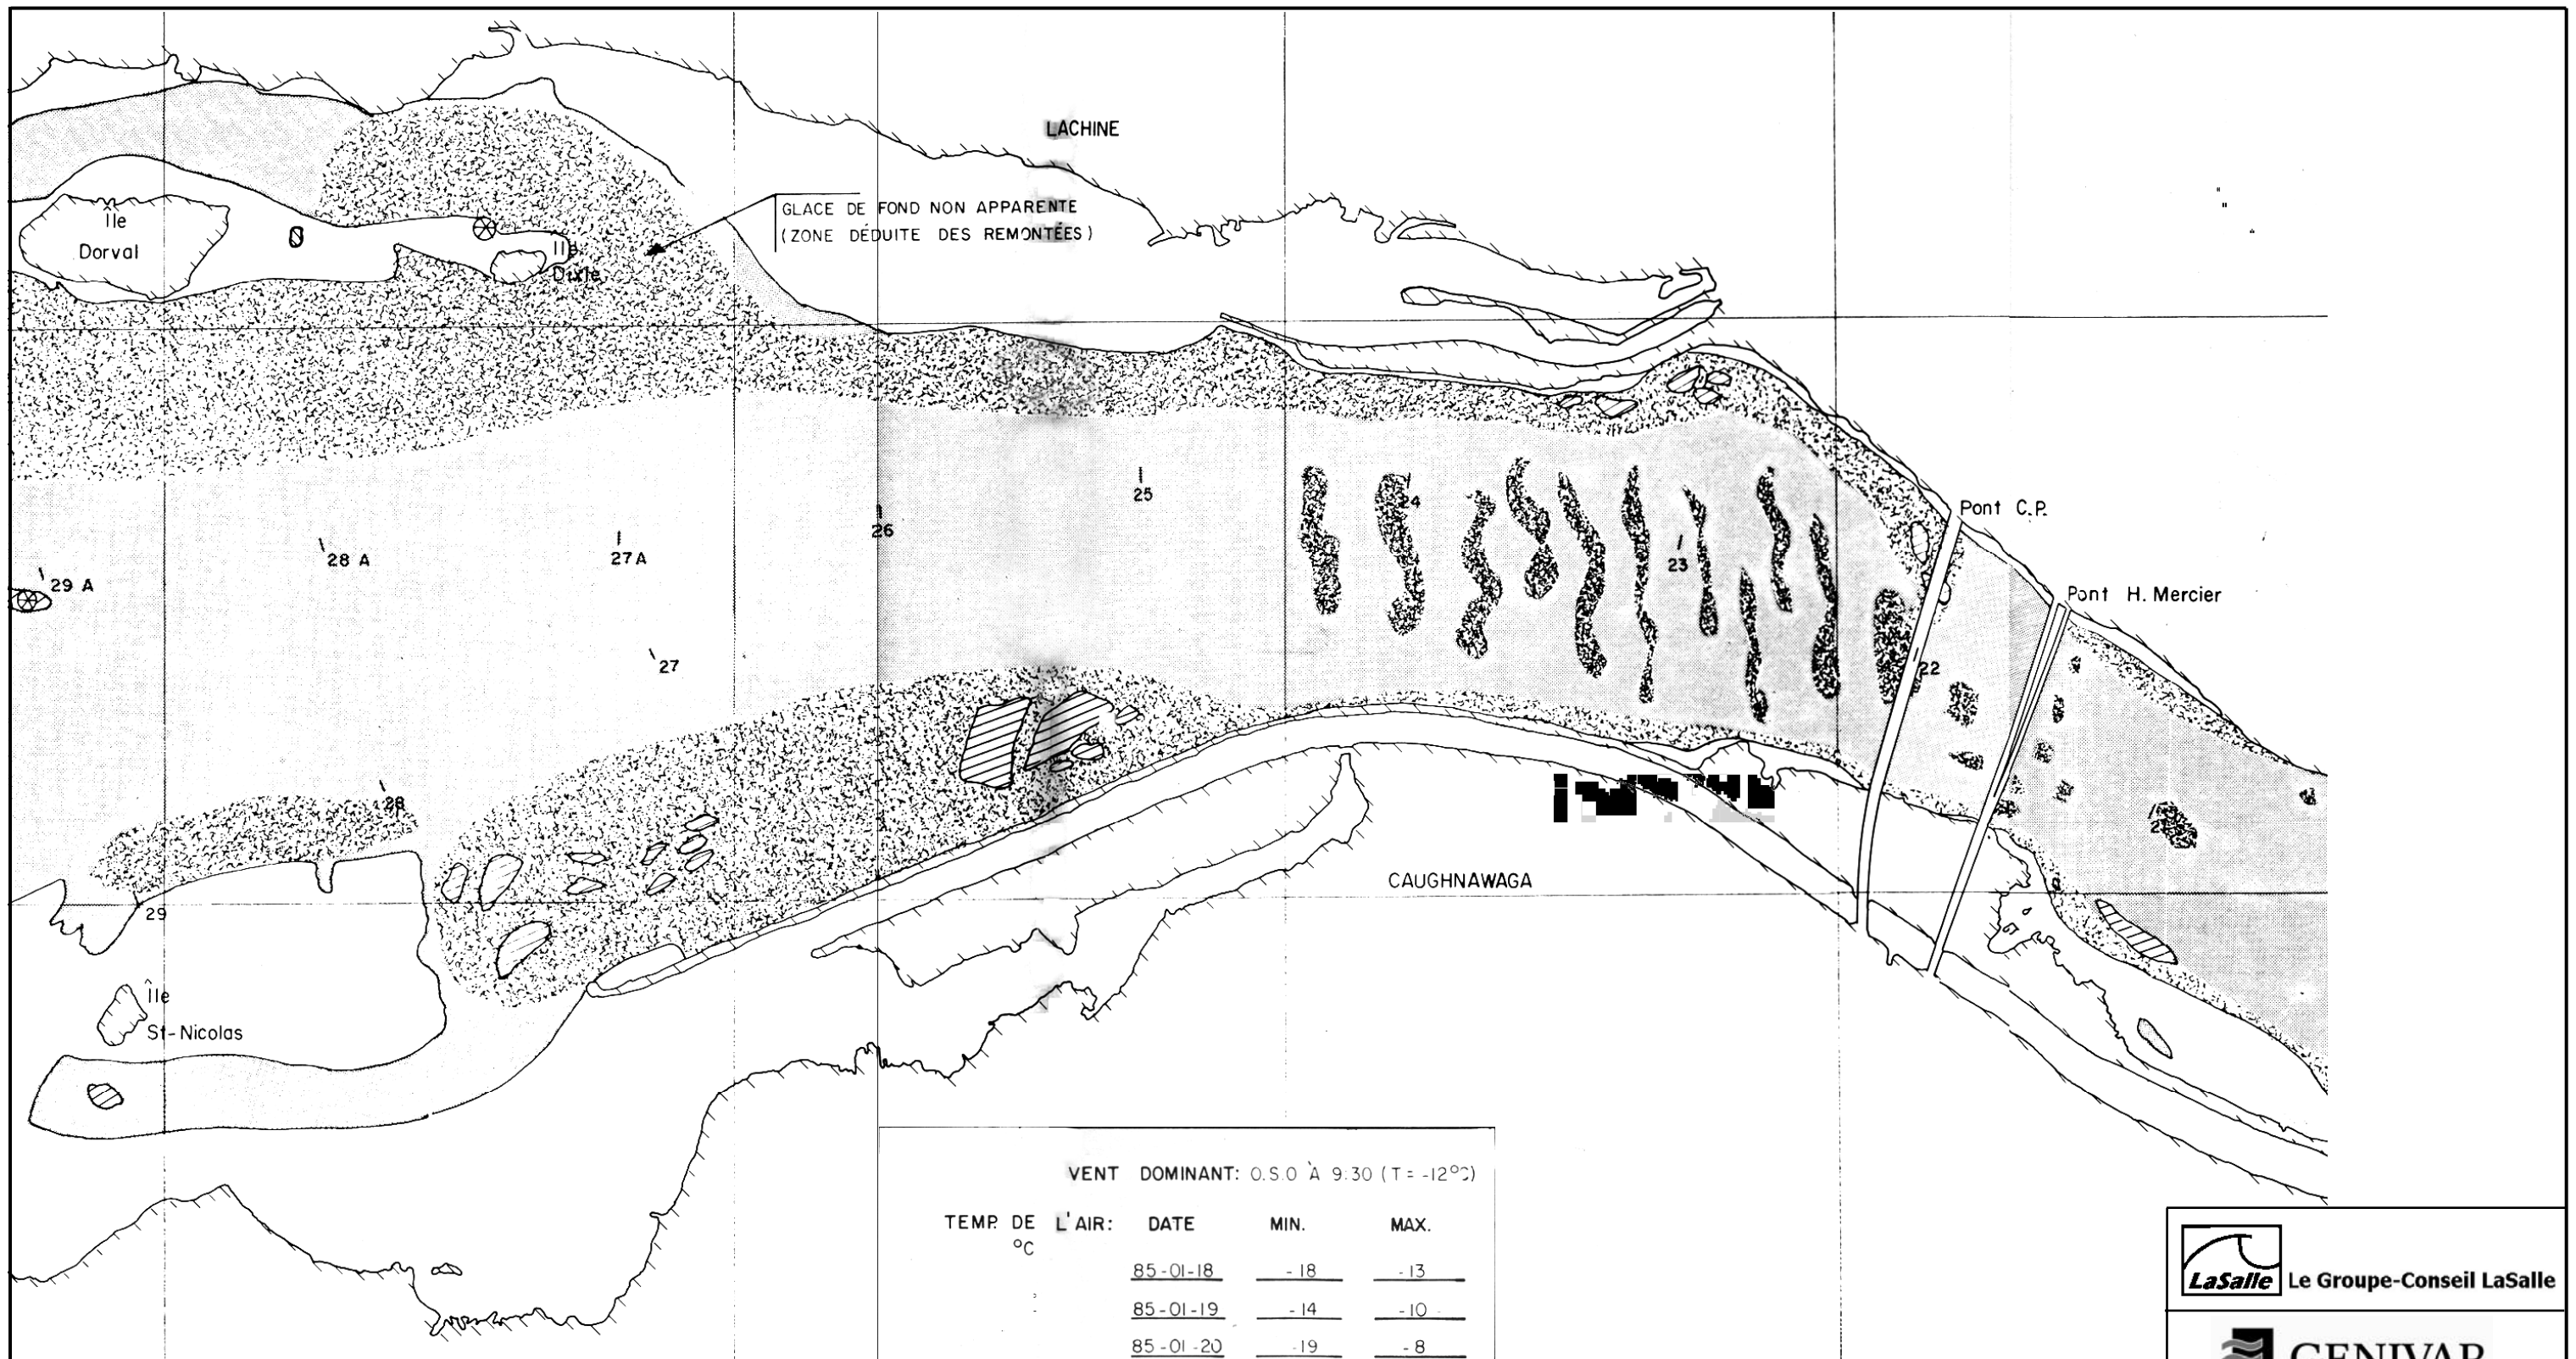 LACHINE
GLACE DE FOND NON APPARENTE
(ZONE DÉDUITE DES REMONTÉES)
Île
Dorval
Île
Dixie
25
24
26
Pont C.P.
28 A
27A
23
29 A
Pont H. Mercier
27
22
28
CAUGHNAWAGA
29
Île
St-Nicolas
VENT DOMINANT: O.S.O À 9:30 (T = -12°C)
TEMP. DE L'AIR: DATE MIN. MAX.
°C
85-01-18 -18 -13
85-01-19 -14 -10
85-01-20 -19 -8
LaSalle Le Groupe-Conseil LaSalle
GENIVAR